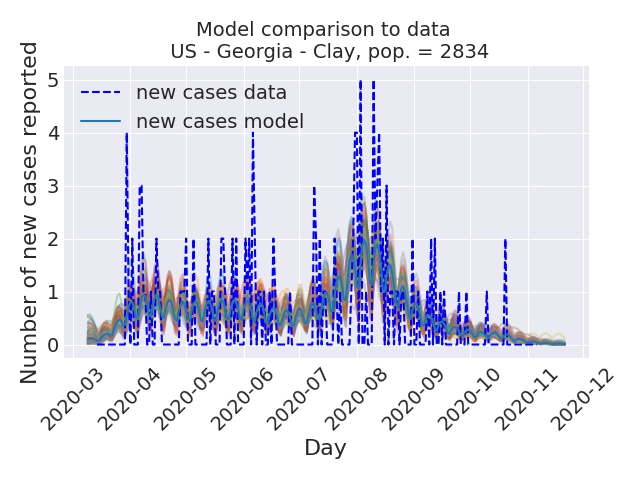 Model comparison to data
US - Georgia - Clay, pop. = 2834
Number of new cases reported
5
4
3
2
1
0
new cases data
new cases model
2020-03
2020-04
2020-05
2020-06
2020-07
2020-08
2020-09
2020-10
2020-11
2020-12
Day